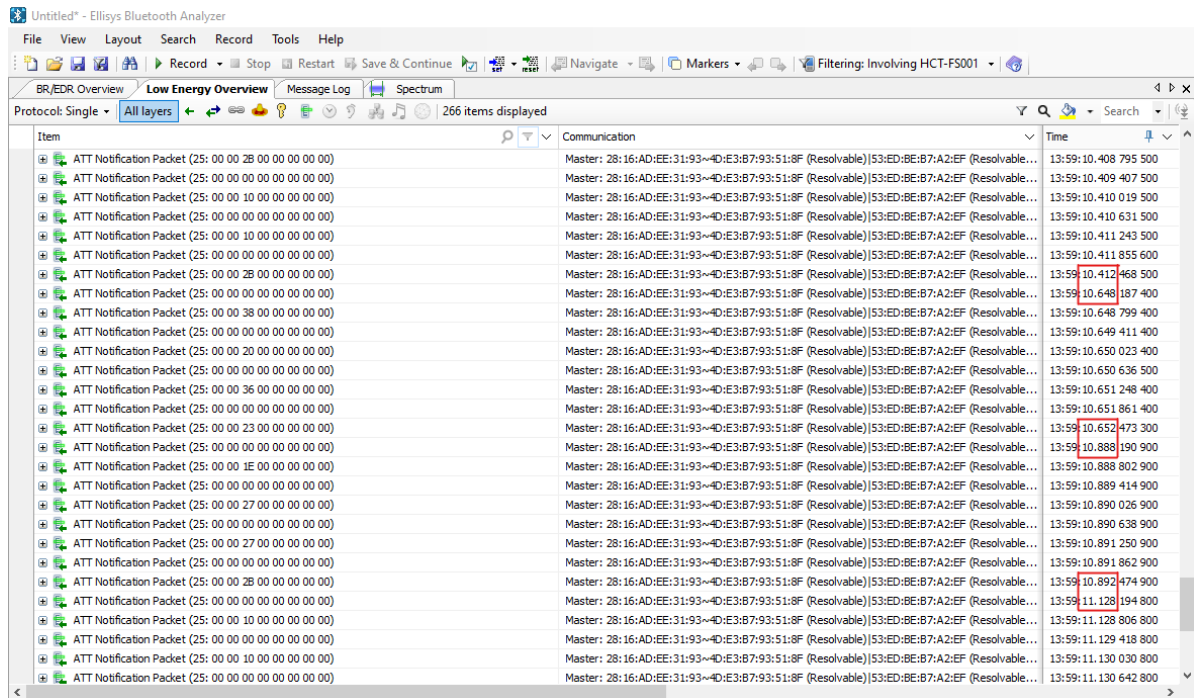 Untitled* - Ellisys Bluetooth Analyzer
File View Layout Search Record Tools Help
Record Stop Restart Save & Continue set reset Navigate Markers Filtering: Involving HCT-FS001
BR/EDR Overview Low Energy Overview Message Log Spectrum
Protocol: Single All layers 266 items displayed Search
Item Communication Time
ATT Notification Packet (25: 00 00 2B 00 00 00 00 00 00) Master: 28:16:AD:EE:31:93~4D:E3:B7:93:51:8F (Resolvable)|53:ED:BE:B7:A2:EF (Resolvable... 13:59:10.408 795 500
ATT Notification Packet (25: 00 00 00 00 00 00 00 00 00) Master: 28:16:AD:EE:31:93~4D:E3:B7:93:51:8F (Resolvable)|53:ED:BE:B7:A2:EF (Resolvable... 13:59:10.409 407 500
ATT Notification Packet (25: 00 00 10 00 00 00 00 00 00) Master: 28:16:AD:EE:31:93~4D:E3:B7:93:51:8F (Resolvable)|53:ED:BE:B7:A2:EF (Resolvable... 13:59:10.410 019 500
ATT Notification Packet (25: 00 00 00 00 00 00 00 00 00) Master: 28:16:AD:EE:31:93~4D:E3:B7:93:51:8F (Resolvable)|53:ED:BE:B7:A2:EF (Resolvable... 13:59:10.410 631 500
ATT Notification Packet (25: 00 00 10 00 00 00 00 00 00) Master: 28:16:AD:EE:31:93~4D:E3:B7:93:51:8F (Resolvable)|53:ED:BE:B7:A2:EF (Resolvable... 13:59:10.411 243 500
ATT Notification Packet (25: 00 00 00 00 00 00 00 00 00) Master: 28:16:AD:EE:31:93~4D:E3:B7:93:51:8F (Resolvable)|53:ED:BE:B7:A2:EF (Resolvable... 13:59:10.411 855 600
ATT Notification Packet (25: 00 00 2B 00 00 00 00 00 00) Master: 28:16:AD:EE:31:93~4D:E3:B7:93:51:8F (Resolvable)|53:ED:BE:B7:A2:EF (Resolvable... 13:59:10.412 468 500
ATT Notification Packet (25: 00 00 00 00 00 00 00 00 00) Master: 28:16:AD:EE:31:93~4D:E3:B7:93:51:8F (Resolvable)|53:ED:BE:B7:A2:EF (Resolvable... 13:59:10.648 187 400
ATT Notification Packet (25: 00 00 38 00 00 00 00 00 00) Master: 28:16:AD:EE:31:93~4D:E3:B7:93:51:8F (Resolvable)|53:ED:BE:B7:A2:EF (Resolvable... 13:59:10.648 799 400
ATT Notification Packet (25: 00 00 00 00 00 00 00 00 00) Master: 28:16:AD:EE:31:93~4D:E3:B7:93:51:8F (Resolvable)|53:ED:BE:B7:A2:EF (Resolvable... 13:59:10.649 411 400
ATT Notification Packet (25: 00 00 20 00 00 00 00 00 00) Master: 28:16:AD:EE:31:93~4D:E3:B7:93:51:8F (Resolvable)|53:ED:BE:B7:A2:EF (Resolvable... 13:59:10.650 023 400
ATT Notification Packet (25: 00 00 00 00 00 00 00 00 00) Master: 28:16:AD:EE:31:93~4D:E3:B7:93:51:8F (Resolvable)|53:ED:BE:B7:A2:EF (Resolvable... 13:59:10.650 636 500
ATT Notification Packet (25: 00 00 36 00 00 00 00 00 00) Master: 28:16:AD:EE:31:93~4D:E3:B7:93:51:8F (Resolvable)|53:ED:BE:B7:A2:EF (Resolvable... 13:59:10.651 248 400
ATT Notification Packet (25: 00 00 00 00 00 00 00 00 00) Master: 28:16:AD:EE:31:93~4D:E3:B7:93:51:8F (Resolvable)|53:ED:BE:B7:A2:EF (Resolvable... 13:59:10.651 861 400
ATT Notification Packet (25: 00 00 23 00 00 00 00 00 00) Master: 28:16:AD:EE:31:93~4D:E3:B7:93:51:8F (Resolvable)|53:ED:BE:B7:A2:EF (Resolvable... 13:59:10.652 473 300
ATT Notification Packet (25: 00 00 00 00 00 00 00 00 00) Master: 28:16:AD:EE:31:93~4D:E3:B7:93:51:8F (Resolvable)|53:ED:BE:B7:A2:EF (Resolvable... 13:59:10.888 190 900
ATT Notification Packet (25: 00 00 1E 00 00 00 00 00 00) Master: 28:16:AD:EE:31:93~4D:E3:B7:93:51:8F (Resolvable)|53:ED:BE:B7:A2:EF (Resolvable... 13:59:10.888 802 900
ATT Notification Packet (25: 00 00 00 00 00 00 00 00 00) Master: 28:16:AD:EE:31:93~4D:E3:B7:93:51:8F (Resolvable)|53:ED:BE:B7:A2:EF (Resolvable... 13:59:10.889 414 900
ATT Notification Packet (25: 00 00 27 00 00 00 00 00 00) Master: 28:16:AD:EE:31:93~4D:E3:B7:93:51:8F (Resolvable)|53:ED:BE:B7:A2:EF (Resolvable... 13:59:10.890 026 900
ATT Notification Packet (25: 00 00 00 00 00 00 00 00 00) Master: 28:16:AD:EE:31:93~4D:E3:B7:93:51:8F (Resolvable)|53:ED:BE:B7:A2:EF (Resolvable... 13:59:10.890 638 900
ATT Notification Packet (25: 00 00 27 00 00 00 00 00 00) Master: 28:16:AD:EE:31:93~4D:E3:B7:93:51:8F (Resolvable)|53:ED:BE:B7:A2:EF (Resolvable... 13:59:10.891 250 900
ATT Notification Packet (25: 00 00 00 00 00 00 00 00 00) Master: 28:16:AD:EE:31:93~4D:E3:B7:93:51:8F (Resolvable)|53:ED:BE:B7:A2:EF (Resolvable... 13:59:10.891 862 900
ATT Notification Packet (25: 00 00 2B 00 00 00 00 00 00) Master: 28:16:AD:EE:31:93~4D:E3:B7:93:51:8F (Resolvable)|53:ED:BE:B7:A2:EF (Resolvable... 13:59:10.892 474 900
ATT Notification Packet (25: 00 00 00 00 00 00 00 00 00) Master: 28:16:AD:EE:31:93~4D:E3:B7:93:51:8F (Resolvable)|53:ED:BE:B7:A2:EF (Resolvable... 13:59:11.128 194 800
ATT Notification Packet (25: 00 00 10 00 00 00 00 00 00) Master: 28:16:AD:EE:31:93~4D:E3:B7:93:51:8F (Resolvable)|53:ED:BE:B7:A2:EF (Resolvable... 13:59:11.128 806 800
ATT Notification Packet (25: 00 00 00 00 00 00 00 00 00) Master: 28:16:AD:EE:31:93~4D:E3:B7:93:51:8F (Resolvable)|53:ED:BE:B7:A2:EF (Resolvable... 13:59:11.129 418 800
ATT Notification Packet (25: 00 00 10 00 00 00 00 00 00) Master: 28:16:AD:EE:31:93~4D:E3:B7:93:51:8F (Resolvable)|53:ED:BE:B7:A2:EF (Resolvable... 13:59:11.130 030 800
ATT Notification Packet (25: 00 00 00 00 00 00 00 00 00) Master: 28:16:AD:EE:31:93~4D:E3:B7:93:51:8F (Resolvable)|53:ED:BE:B7:A2:EF (Resolvable... 13:59:11.130 642 800